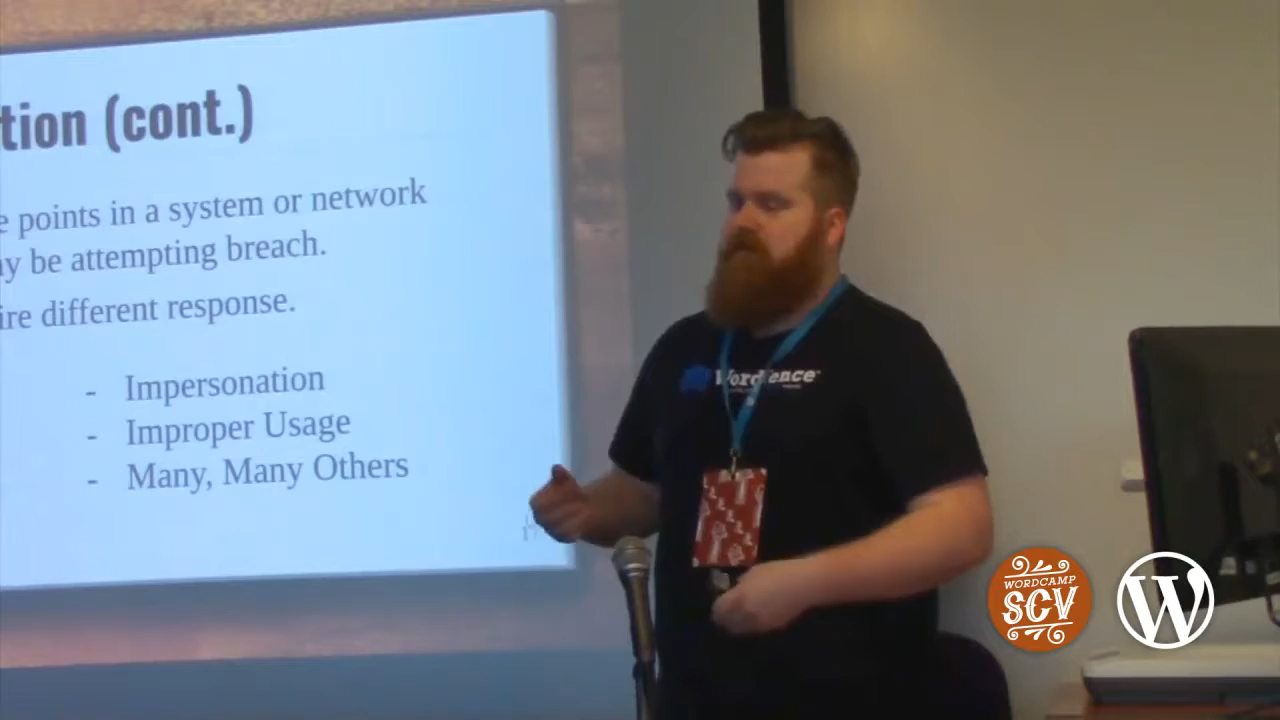 tion (cont.)
e points in a system or network
y be attempting breach.
ire different response.
- Impersonation
- Improper Usage
- Many, Many Others
Wordfence
WORDCAMP
SCV
W